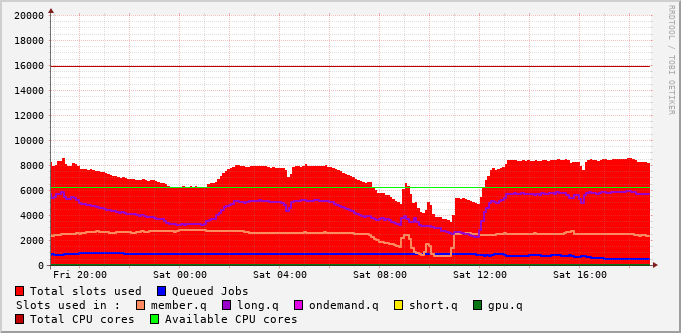 20000
18000
16000
14000
12000
10000
8000
6000
4000
2000
0
Fri 20:00 Sat 00:00 Sat 04:00 Sat 08:00 Sat 12:00 Sat 16:00
RRDTOOL / TOBI OETIKER
Total slots used Queued Jobs
Slots used in : member.q long.q ondemand.q short.q gpu.q
Total CPU cores Available CPU cores